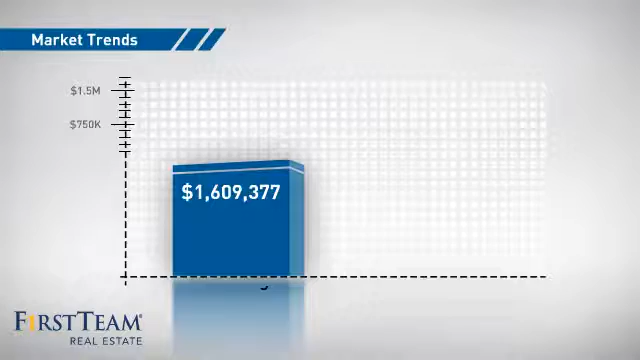 Market Trends
$1.5M
$750K
$1,609,377
FIRSTTEAM®
REAL ESTATE